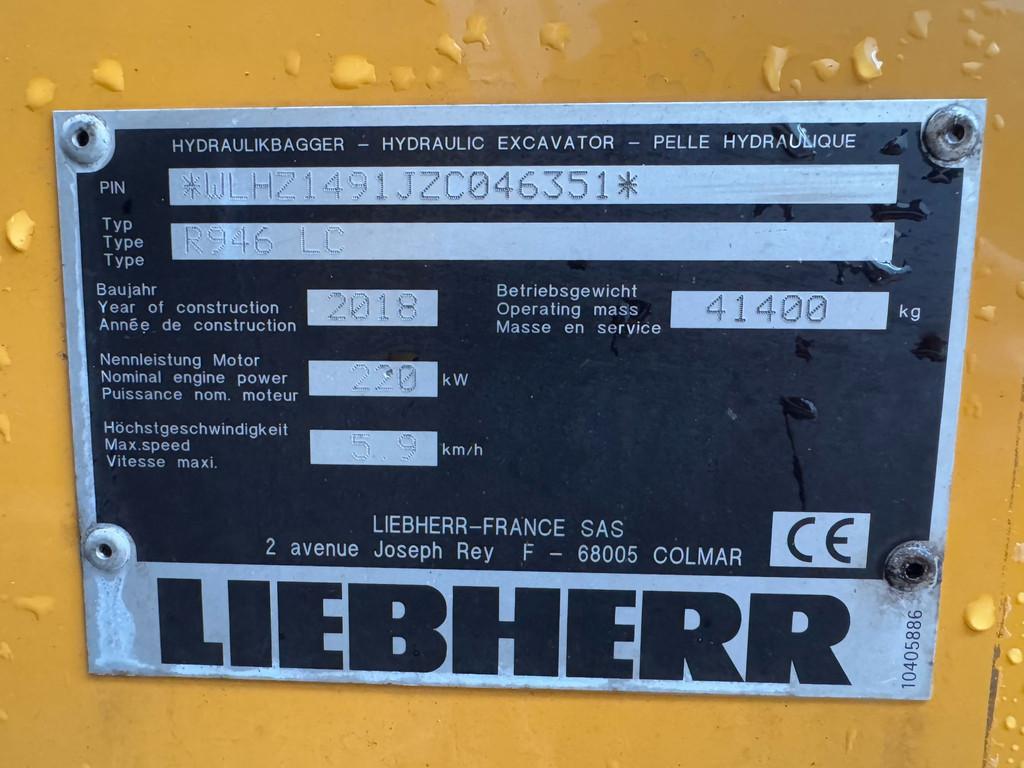 HYDRAULIKBAGGER – HYDRAULIC EXCAVATOR – PELLE HYDRAULIQUE
PIN *WLHZ1491JZC046351*
Typ
Type R946 LC
Type
Baujahr
Year of construction 2018
Année de construction
Betriebsgewicht
Operating mass 41400 kg
Masse en service
Nennleistung Motor
Nominal engine power 220 kW
Puissance nom. moteur
Höchstgeschwindigkeit
Max.speed 5.9 km/h
Vitesse maxi.
LIEBHERR-FRANCE SAS
2 avenue Joseph Rey F – 68005 COLMAR
CE
LIEBHERR
10405886